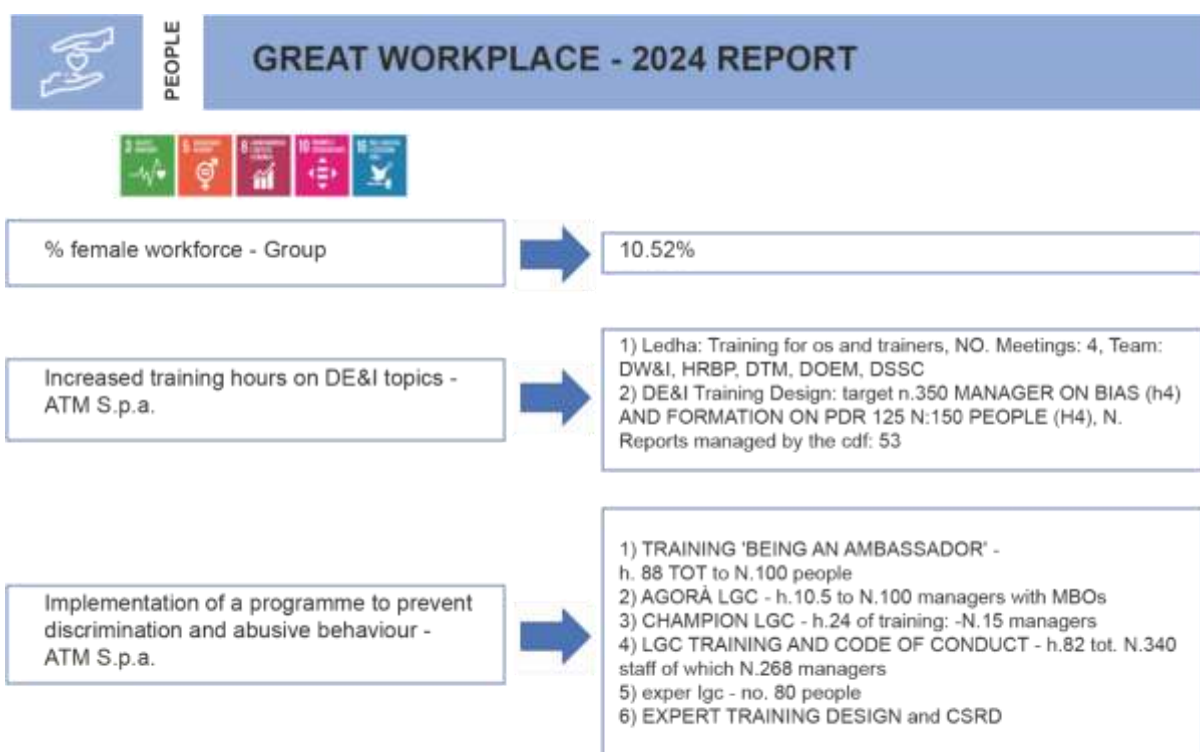 PEOPLE
GREAT WORKPLACE - 2024 REPORT
3
5
8
10
16
% female workforce - Group
10.52%
Increased training hours on DE&I topics -
ATM S.p.a.
1) Ledha: Training for os and trainers, NO. Meetings: 4, Team:
DW&I, HRBP, DTM, DOEM, DSSC
2) DE&I Training Design: target n.350 MANAGER ON BIAS (h4)
AND FORMATION ON PDR 125 N:150 PEOPLE (H4), N.
Reports managed by the cdf: 53
Implementation of a programme to prevent
discrimination and abusive behaviour -
ATM S.p.a.
1) TRAINING 'BEING AN AMBASSADOR' -
h. 88 TOT to N.100 people
2) AGORÀ LGC - h.10.5 to N.100 managers with MBOs
3) CHAMPION LGC - h.24 of training: -N.15 managers
4) LGC TRAINING AND CODE OF CONDUCT - h.82 tot. N.340
staff of which N.268 managers
5) exper lgc - no. 80 people
6) EXPERT TRAINING DESIGN and CSRD